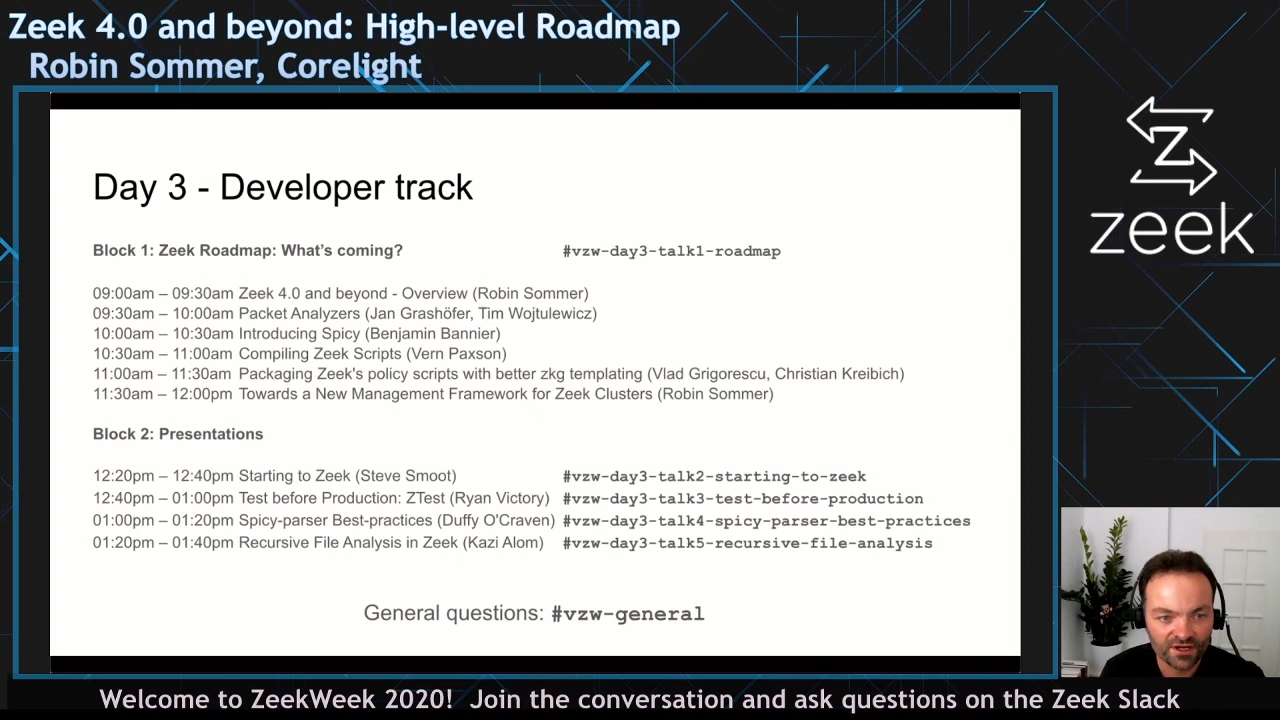 Zeek 4.0 and beyond: High-level Roadmap
Robin Sommer, Corelight
Day 3 - Developer track
Block 1: Zeek Roadmap: What's coming? #vzw-day3-talk1-roadmap
09:00am – 09:30am Zeek 4.0 and beyond - Overview (Robin Sommer)
09:30am – 10:00am Packet Analyzers (Jan Grashöfer, Tim Wojtulewicz)
10:00am – 10:30am Introducing Spicy (Benjamin Bannier)
10:30am – 11:00am Compiling Zeek Scripts (Vern Paxson)
11:00am – 11:30am Packaging Zeek's policy scripts with better zkg templating (Vlad Grigorescu, Christian Kreibich)
11:30am – 12:00pm Towards a New Management Framework for Zeek Clusters (Robin Sommer)
Block 2: Presentations
12:20pm – 12:40pm Starting to Zeek (Steve Smoot) #vzw-day3-talk2-starting-to-zeek
12:40pm – 01:00pm Test before Production: ZTest (Ryan Victory) #vzw-day3-talk3-test-before-production
01:00pm – 01:20pm Spicy-parser Best-practices (Duffy O'Craven) #vzw-day3-talk4-spicy-parser-best-practices
01:20pm – 01:40pm Recursive File Analysis in Zeek (Kazi Alom) #vzw-day3-talk5-recursive-file-analysis
General questions: #vzw-general
Z
zeek
Welcome to ZeekWeek 2020! Join the conversation and ask questions on the Zeek Slack